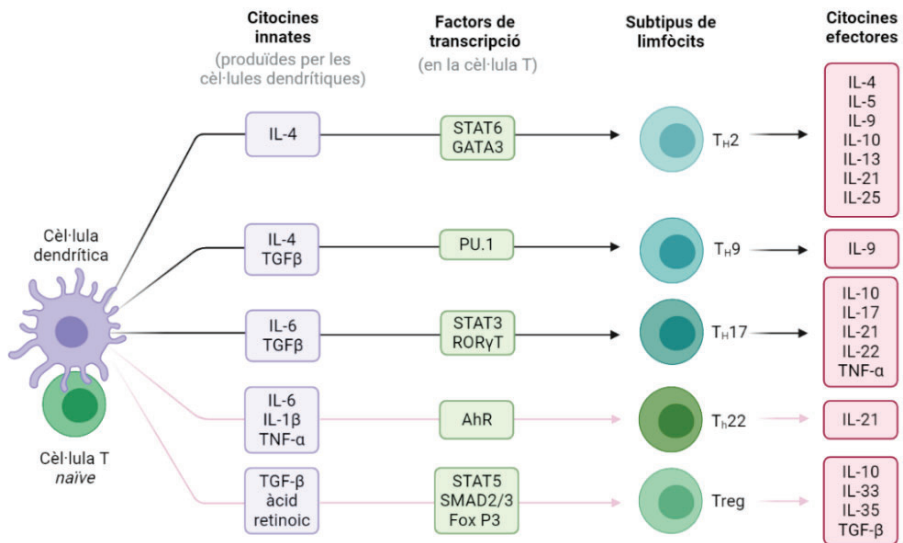 Citocines
innates
(produïdes per les
cèl·lules dendrítiques)
Factors de
transcripció
(en la cèl·lula T)
Subtipus de
limfòcits
Citocines
efectores
Cèl·lula
dendrítica
Cèl·lula T
naïve
IL-4
STAT6
GATA3
TH2
IL-4
IL-5
IL-9
IL-10
IL-13
IL-21
IL-25
IL-4
TGFβ
PU.1
TH9
IL-9
IL-6
TGFβ
STAT3
RORγT
TH17
IL-10
IL-17
IL-21
IL-22
TNF-α
IL-6
IL-1β
TNF-α
AhR
Th22
IL-21
TGF-β
àcid
retinoic
STAT5
SMAD2/3
Fox P3
Treg
IL-10
IL-33
IL-35
TGF-β